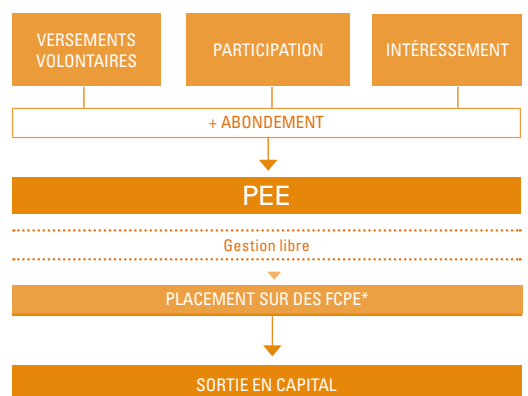 VERSEMENTS
VOLONTAIRES
PARTICIPATION
INTÉRESSEMENT
+ ABONDEMENT
PEE
Gestion libre
PLACEMENT SUR DES FCPE*
SORTIE EN CAPITAL